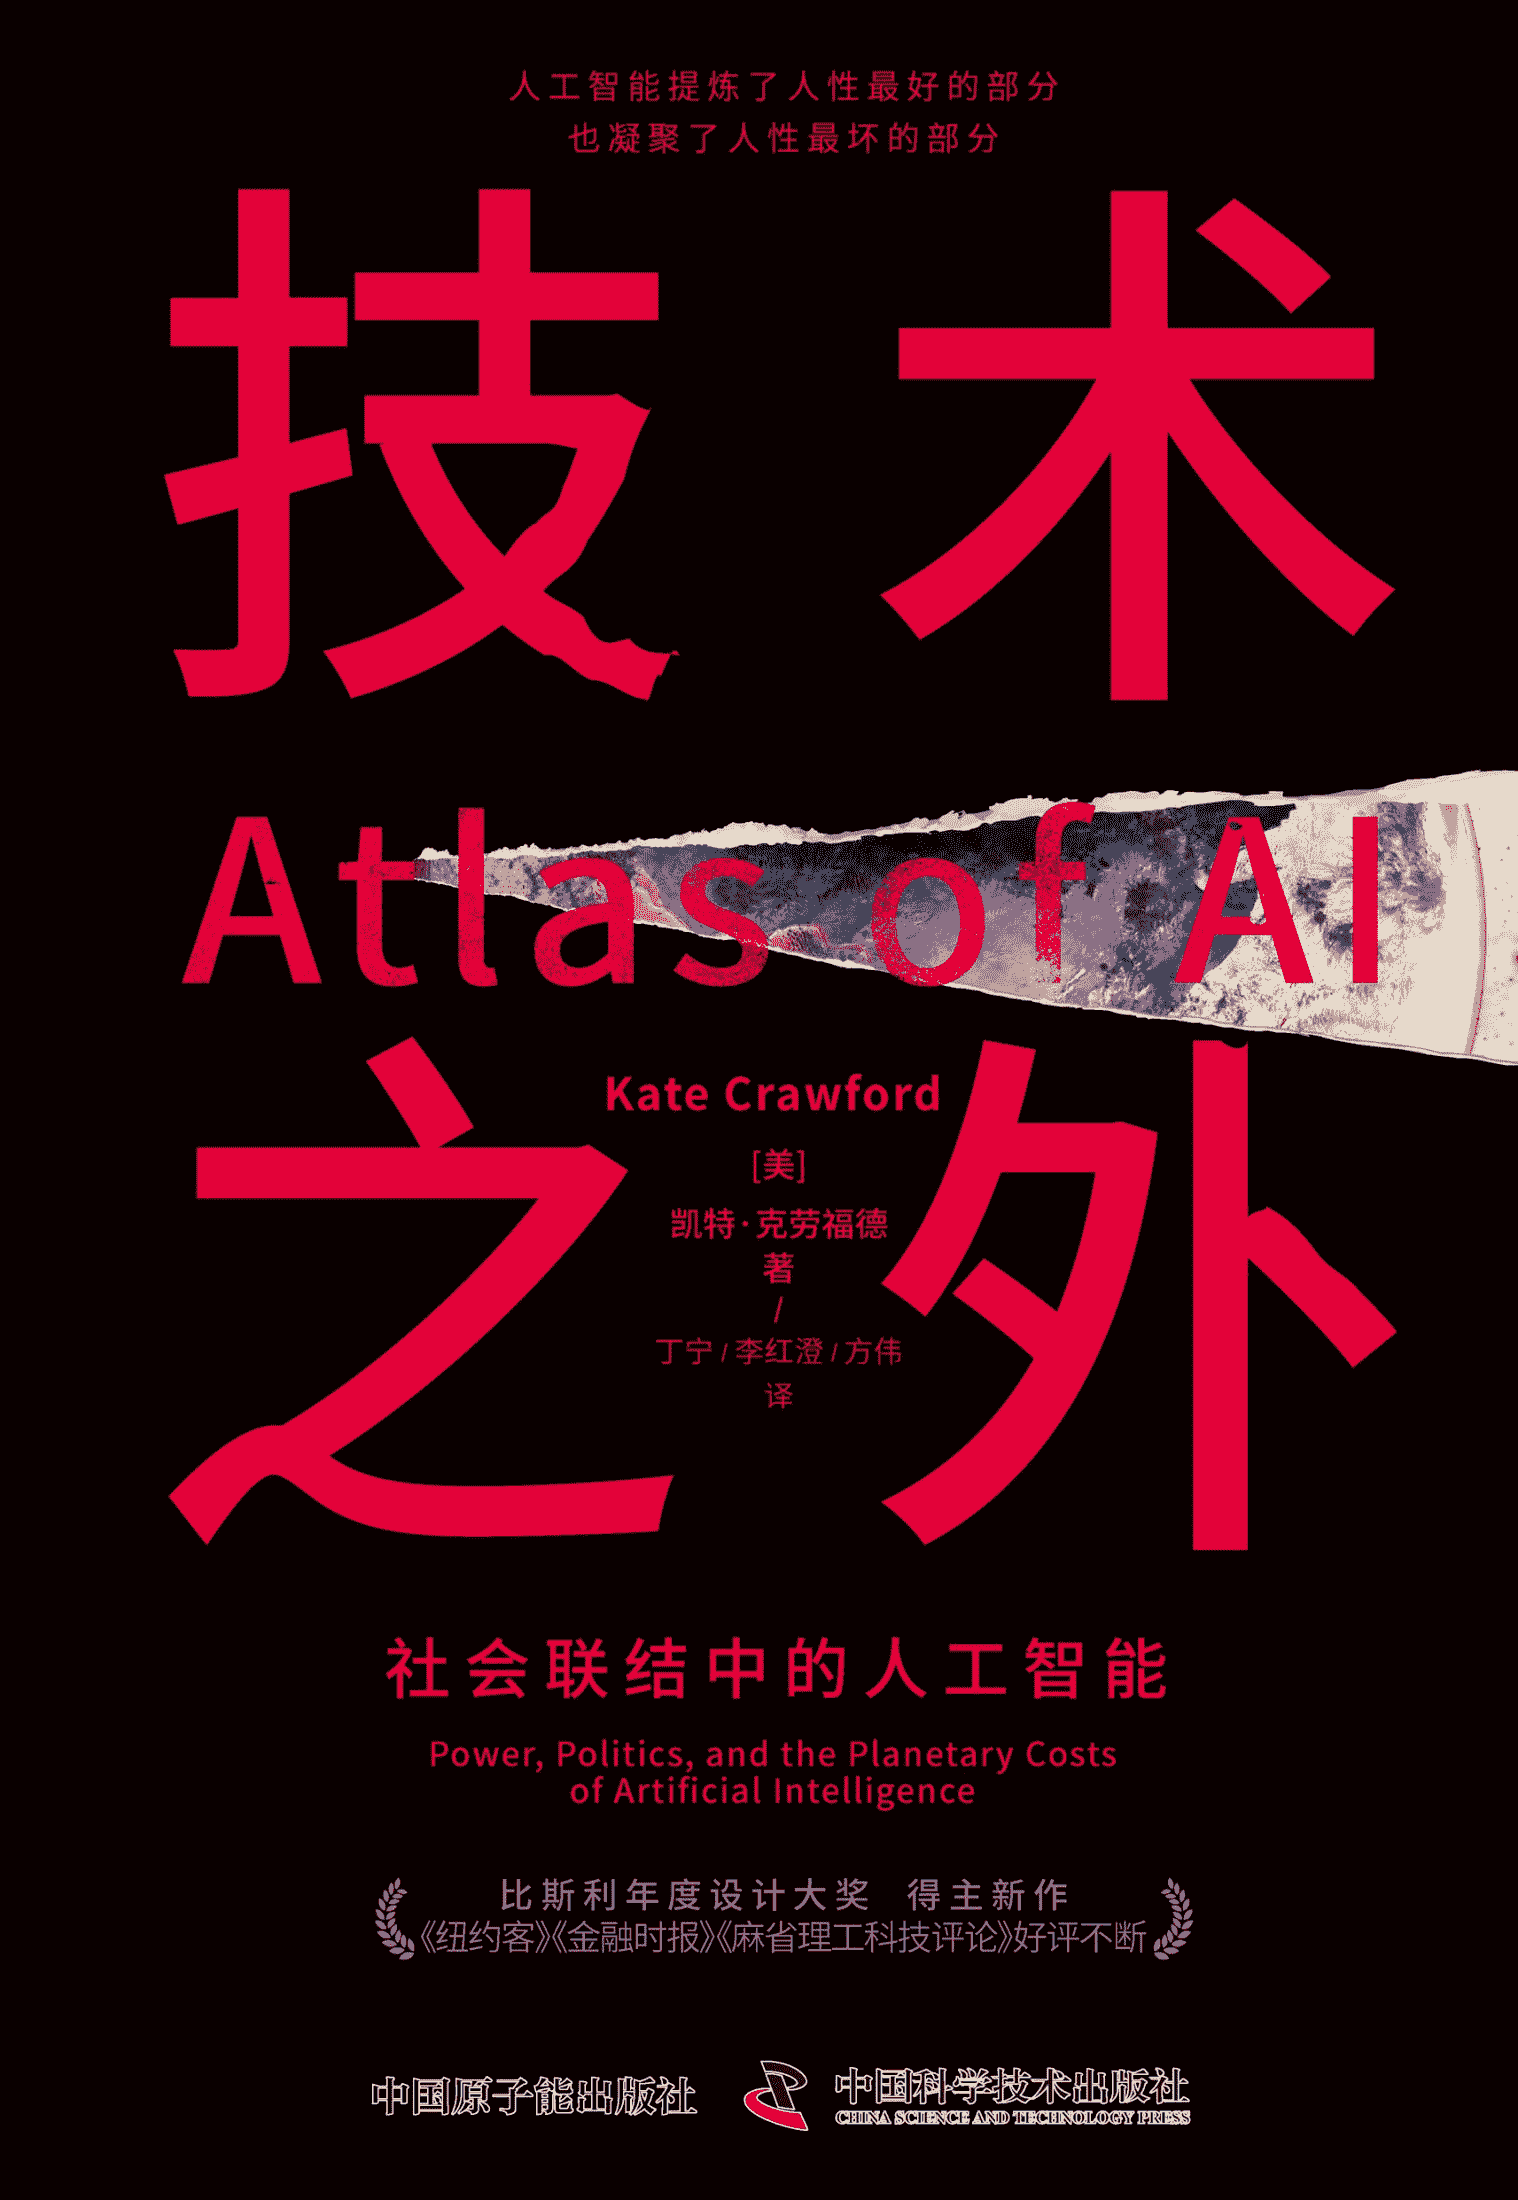 人工智能提炼了人性最好的部分
也凝聚了人性最坏的部分
技术
Atlas of AI
之外
Kate Crawford
[美]
凯特·克劳福德
著
/
丁宁/李红澄/方伟
译
社会联结中的人工智能
Power, Politics, and the Planetary Costs
of Artificial Intelligence
比斯利年度设计大奖 得主新作
《纽约客》《金融时报》《麻省理工科技评论》好评不断
中国原子能出版社
中国科学技术出版社
CHINA SCIENCE AND TECHNOLOGY PRESS